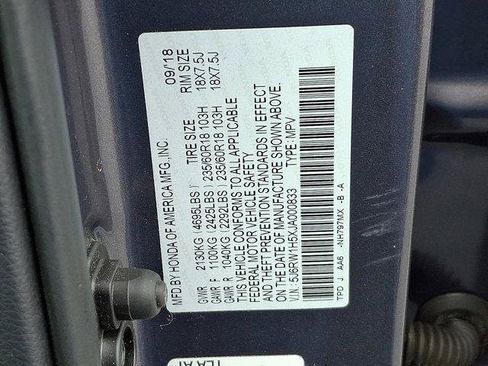 MFD.BY HONDA OF AMERICA MFG.,INC. 09/18
TIRE SIZE RIM SIZE
GVWR 2130KG (4695LBS)
GAWR F 1100KG (2425LBS) 235/60R18 103H 18X7.5J
GAWR R 1040KG (2292LBS) 235/60R18 103H 18X7.5J
THIS VEHICLE CONFORMS TO ALL APPLICABLE
FEDERAL MOTOR VEHICLE SAFETY
AND THEFT PREVENTION STANDARDS IN EFFECT
ON THE DATE OF MANUFACTURE SHOWN ABOVE.
V.I.N: 5J6RW1H5XJA000833 TYPE: MPV
TPD J AA6 -NH797MX -B -A